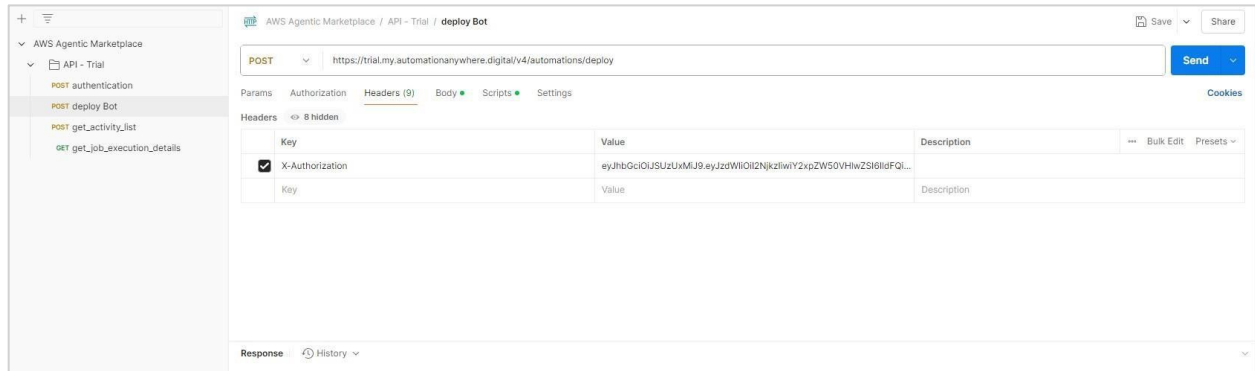 AWS Agentic Marketplace / API - Trial / deploy Bot
Save
Share
AWS Agentic Marketplace
API - Trial
POST authentication
POST deploy Bot
POST get_activity_list
GET get_job_execution_details
POST https://trial.my.automationanywhere.digital/v4/automations/deploy
Send
Params Authorization Headers (9) Body Scripts Settings
Cookies
Headers 8 hidden
Key Value Description ••• Bulk Edit Presets
X-Authorization
Key Value Description
Response History